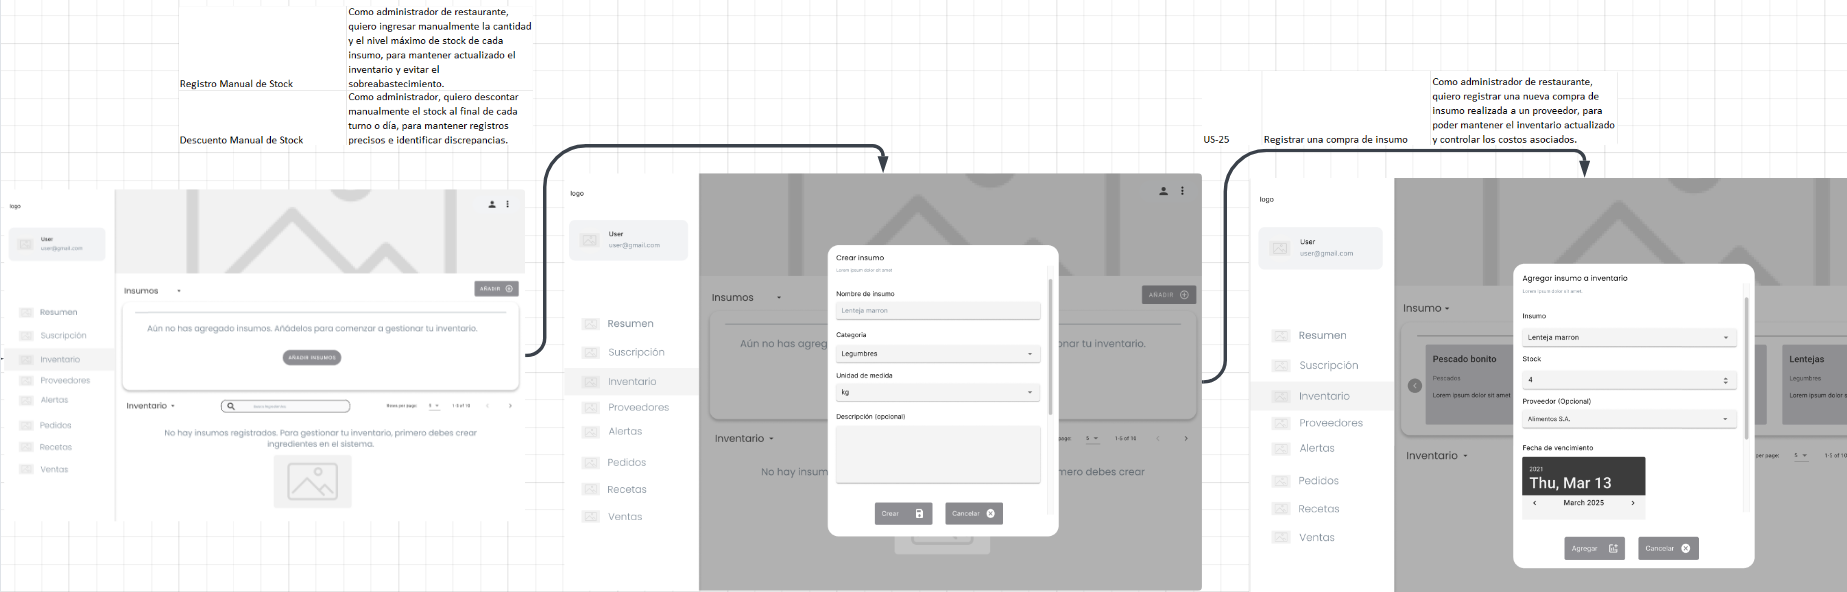 Como administrador de restaurante,
quiero ingresar manualmente la cantidad
y el nivel máximo de stock de cada
insumo, para mantener actualizado el
inventario y evitar el
Registro Manual de Stock
sobreabastecimiento.
Como administrador, quiero descontar
manualmente el stock al final de cada
turno o día, para mantener registros
Descuento Manual de Stock
precisos e identificar discrepancias.
logo
User
user@gmail.com
Insumos
AÑADIR
Aún no has agregado insumos. Añádelos para comenzar a gestionar tu inventario.
AÑADIR INSUMOS
Resumen
Suscripción
Inventario
Proveedores
Alertas
Pedidos
Recetas
Ventas
Inventario
Rows per page:
5
1-5 of 10
No hay insumos registrados. Para gestionar tu inventario, primero debes crear
ingredientes en el sistema.
logo
User
user@gmail.com
Resumen
Suscripción
Inventario
Proveedores
Alertas
Pedidos
Recetas
Ventas
Insumos
AÑADIR
Aún no has agreg
onar tu inventario.
Inventario
page:
5
1-5 of 10
No hay insum
mero debes crear
Crear insumo
Lorem ipsum dolor sit amet
Nombre de insumo
Lenteja marron
Categoria
Legumbres
Unidad de medida
kg
Descripción (opcional)
Crear
Cancelar
Como administrador de restaurante,
quiero registrar una nueva compra de
insumo realizada a un proveedor, para
poder mantener el inventario actualizado
US-25
Registrar una compra de insumo
y controlar los costos asociados.
logo
User
user@gmail.com
Resumen
Suscripción
Inventario
Proveedores
Alertas
Pedidos
Recetas
Ventas
Insumo
Pescado bonito
Pescados
Lorem ipsum dolor sit amet
Lentejas
Legumbres
Lorem ipsum dolor s
Inventario
per page:
5
1-5 of 10
Agregar insumo a inventario
Lorem ipsum dolor sit amet
Insumo
Lenteja marron
Stock
4
Proveedor (Opcional)
Alimentos S.A.
Fecha de vencimiento
2021
Thu, Mar 13
March 2025
Agregar
Cancelar